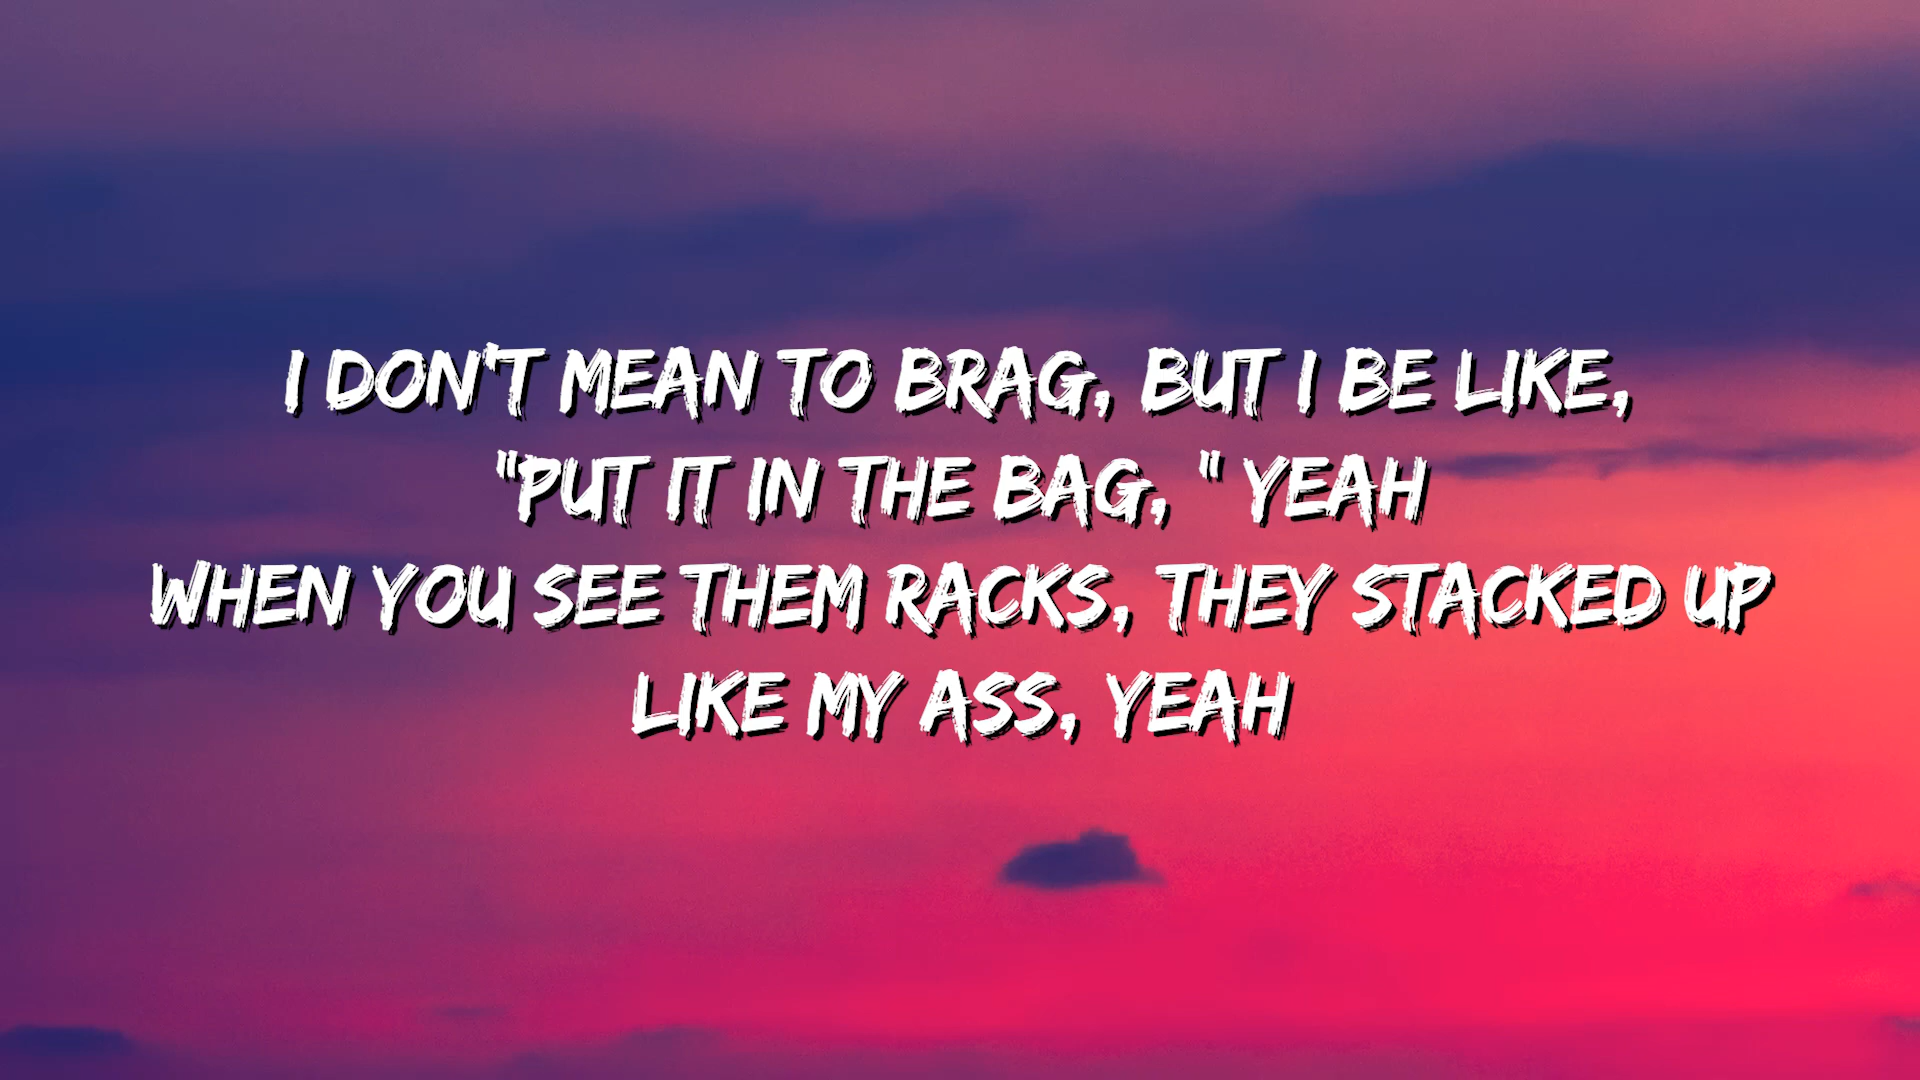 I DON'T MEAN TO BRAG, BUT I BE LIKE,
"PUT IT IN THE BAG, " YEAH
WHEN YOU SEE THEM RACKS, THEY STACKED UP
LIKE MY ASS, YEAH